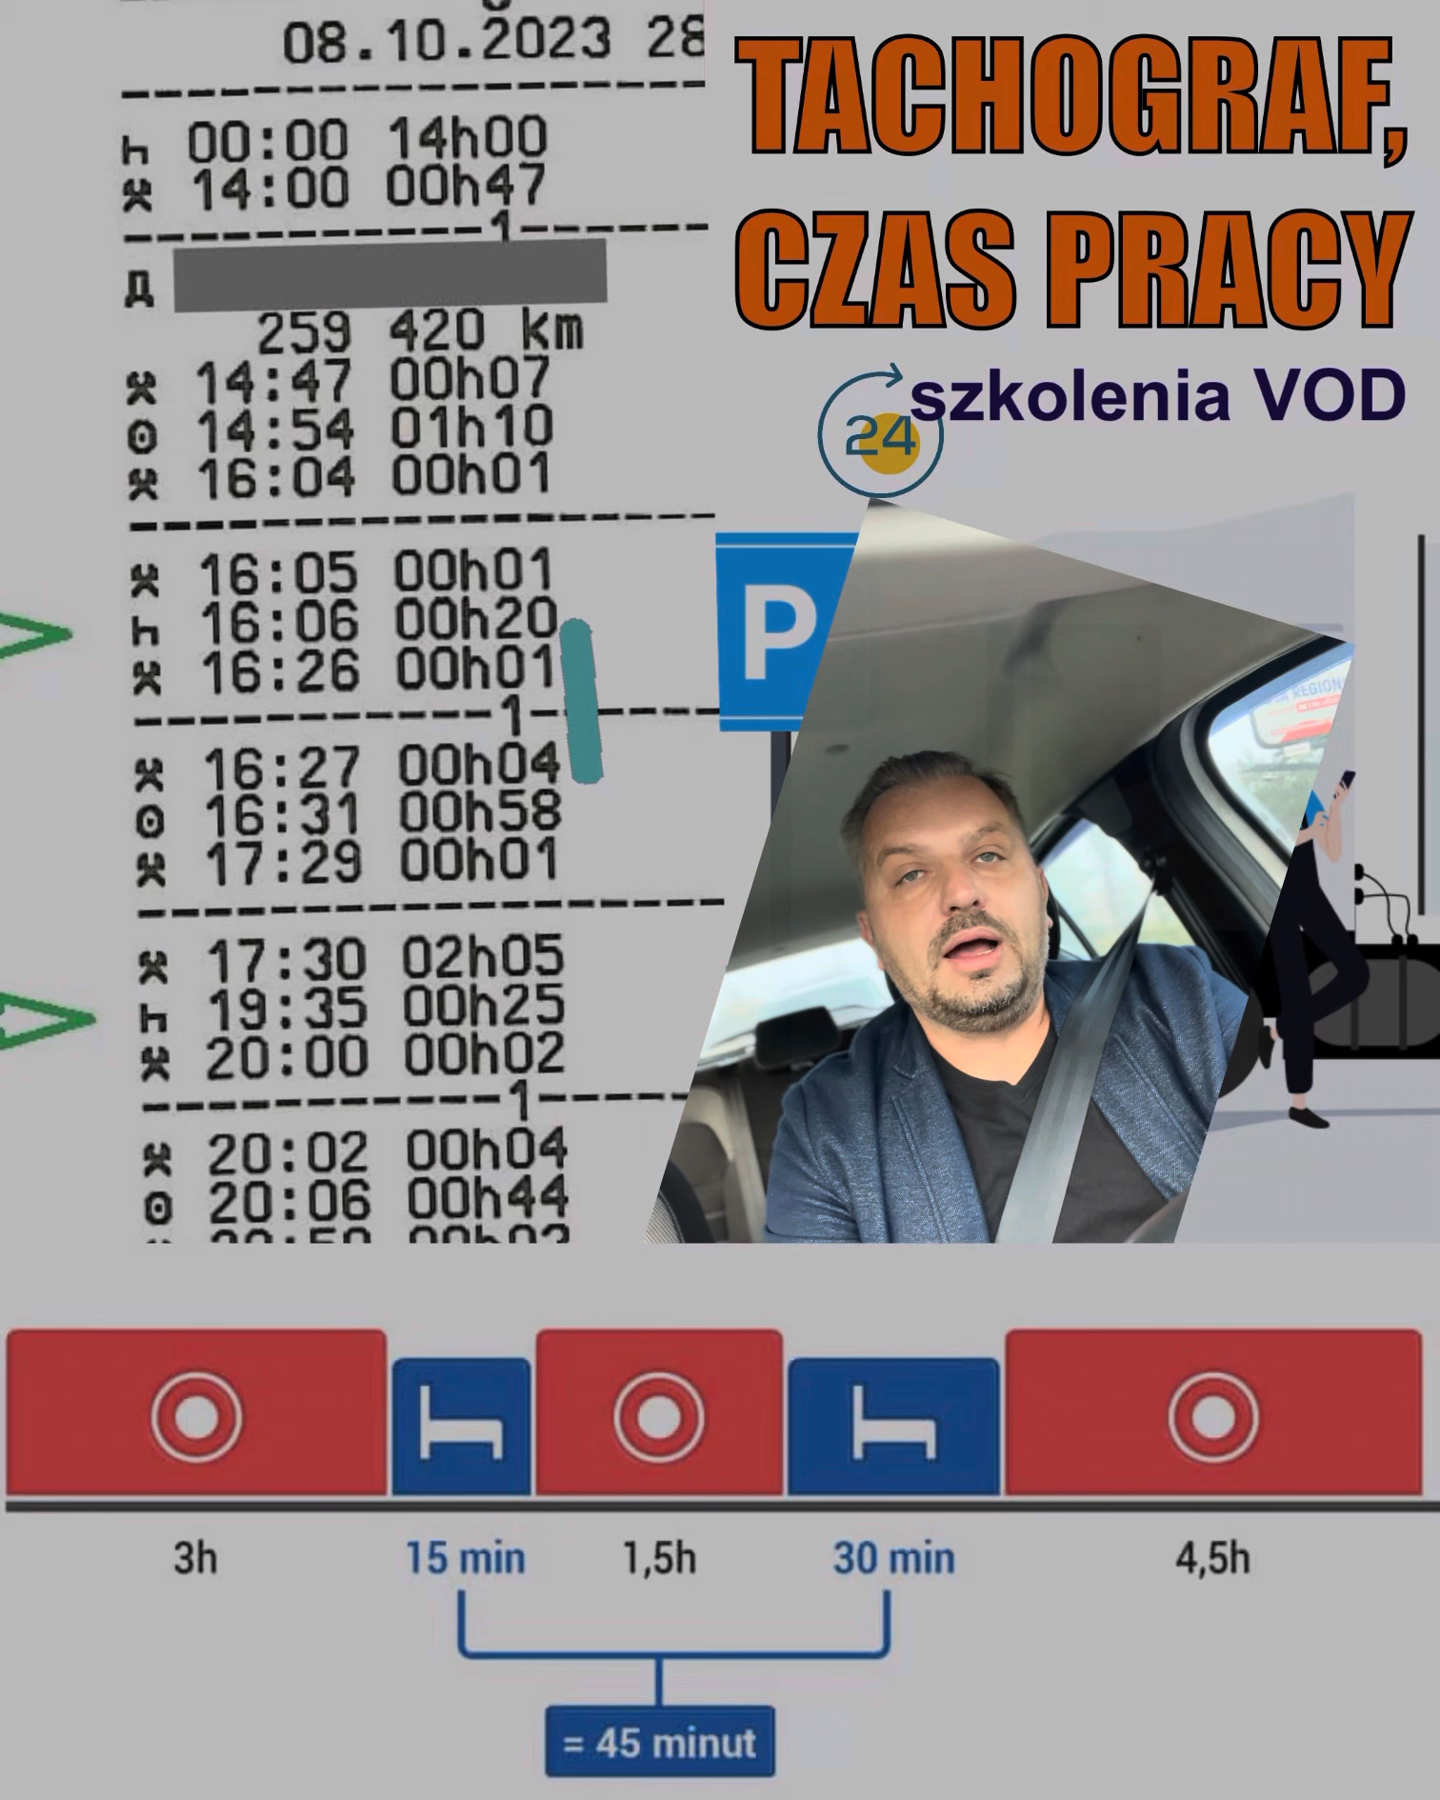 08.10.2023 28
00:00 14h00
14:00 00h47
1
259 420 km
14:47 00h07
14:54 01h10
16:04 00h01
16:05 00h01
16:06 00h20
16:26 00h01
1
16:27 00h04
16:31 00h58
17:29 00h01
17:30 02h05
19:35 00h25
20:00 00h02
1
20:02 00h04
20:06 00h44
TACHOGRAF,
CZAS PRACY
szkolenia VOD
24
P
REGION
3h 15 min 1,5h 30 min 4,5h
= 45 minut